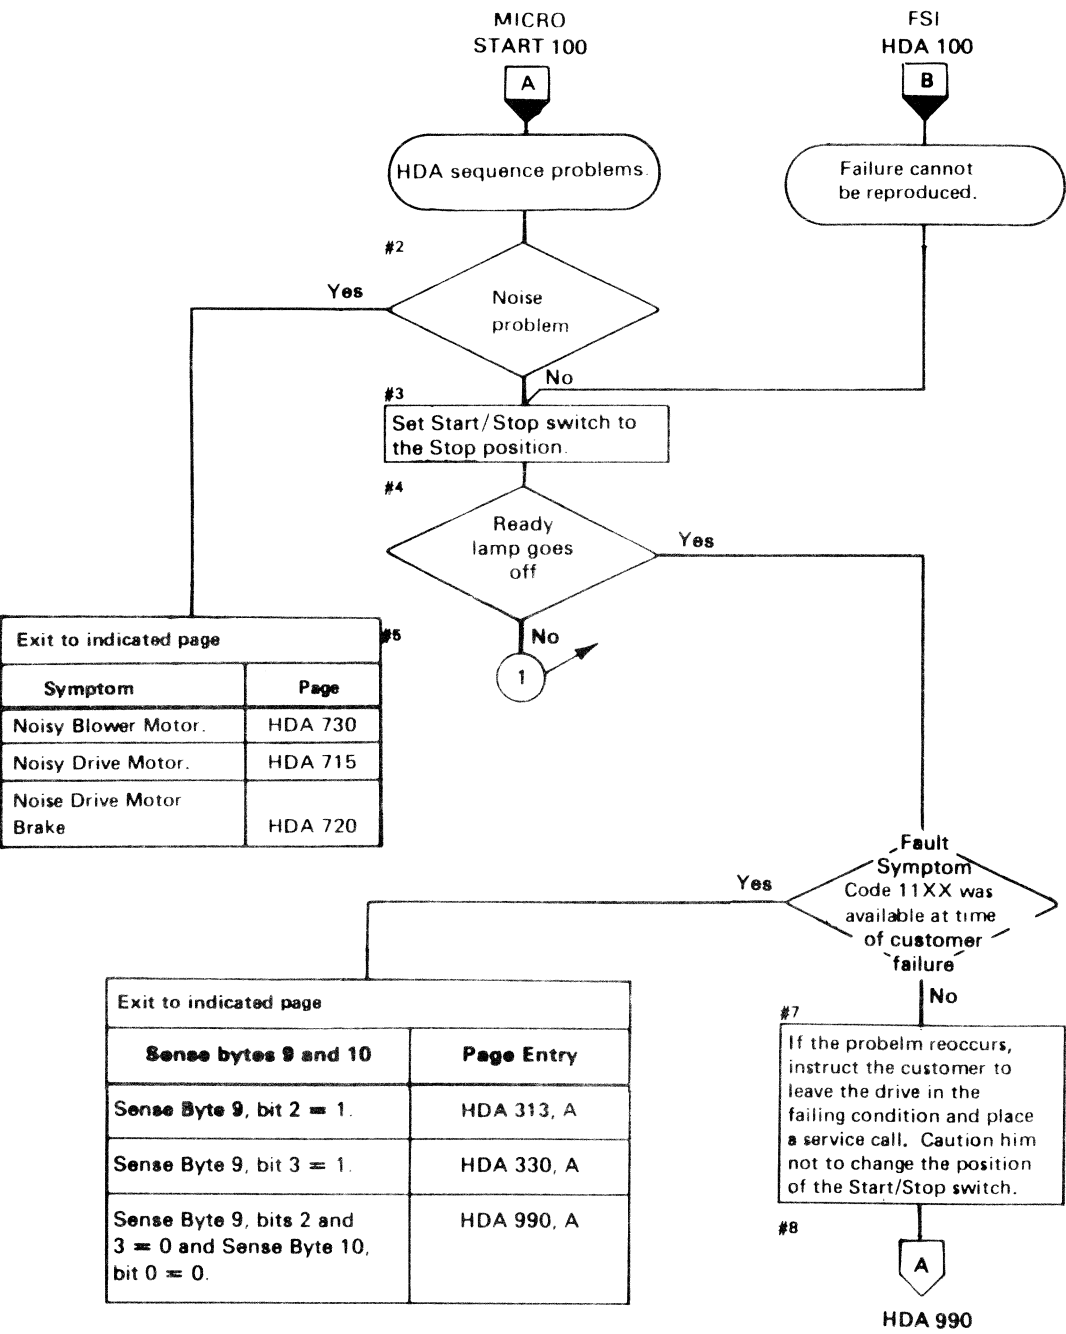 MICRO
START 100
A
FSI
HDA 100
B
HDA sequence problems.
Failure cannot
be reproduced.
#2
Noise
problem
Yes
No
#3
Set Start/Stop switch to
the Stop position.
#4
Ready
lamp goes
off
Yes
No
1
#5
Exit to indicated page
Symptom Page
Noisy Blower Motor. HDA 730
Noisy Drive Motor. HDA 715
Noise Drive Motor
Brake HDA 720
Fault
Symptom
Code 11XX was
available at time
of customer
failure
Yes
No
Exit to indicated page
Sense bytes 9 and 10 Page Entry
Sense Byte 9, bit 2 = 1. HDA 313, A
Sense Byte 9, bit 3 = 1. HDA 330, A
Sense Byte 9, bits 2 and HDA 990, A
3 = 0 and Sense Byte 10,
bit 0 = 0.
#7
If the probelm reoccurs,
instruct the customer to
leave the drive in the
failing condition and place
a service call. Caution him
not to change the position
of the Start/Stop switch.
#8
A
HDA 990